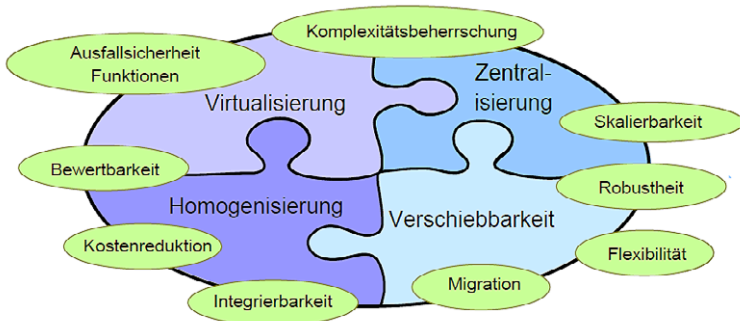 Komplexitätsbeherrschung
Ausfallsicherheit
Funktionen
Zentral-
isierung
Virtualisierung
Skalierbarkeit
Bewertbarkeit
Robustheit
Homogenisierung
Verschiebbarkeit
Kostenreduktion
Flexibilität
Migration
Integrierbarkeit